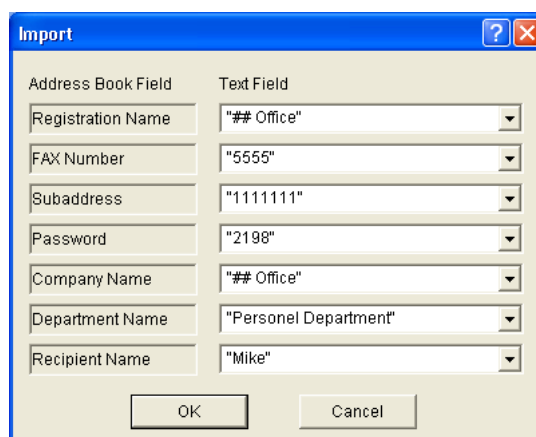 Import
Address Book Field Text Field
Registration Name "## Office"
FAX Number "5555"
Subaddress "1111111"
Password "2198"
Company Name "## Office"
Department Name "Personel Department"
Recipient Name "Mike"
OK Cancel